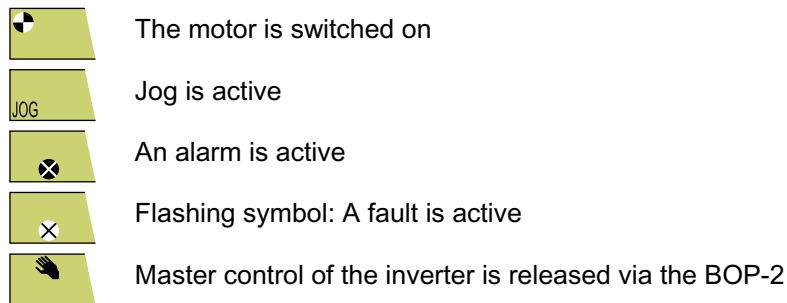 The motor is switched on
JOG
Jog is active
An alarm is active
Flashing symbol: A fault is active
Master control of the inverter is released via the BOP-2